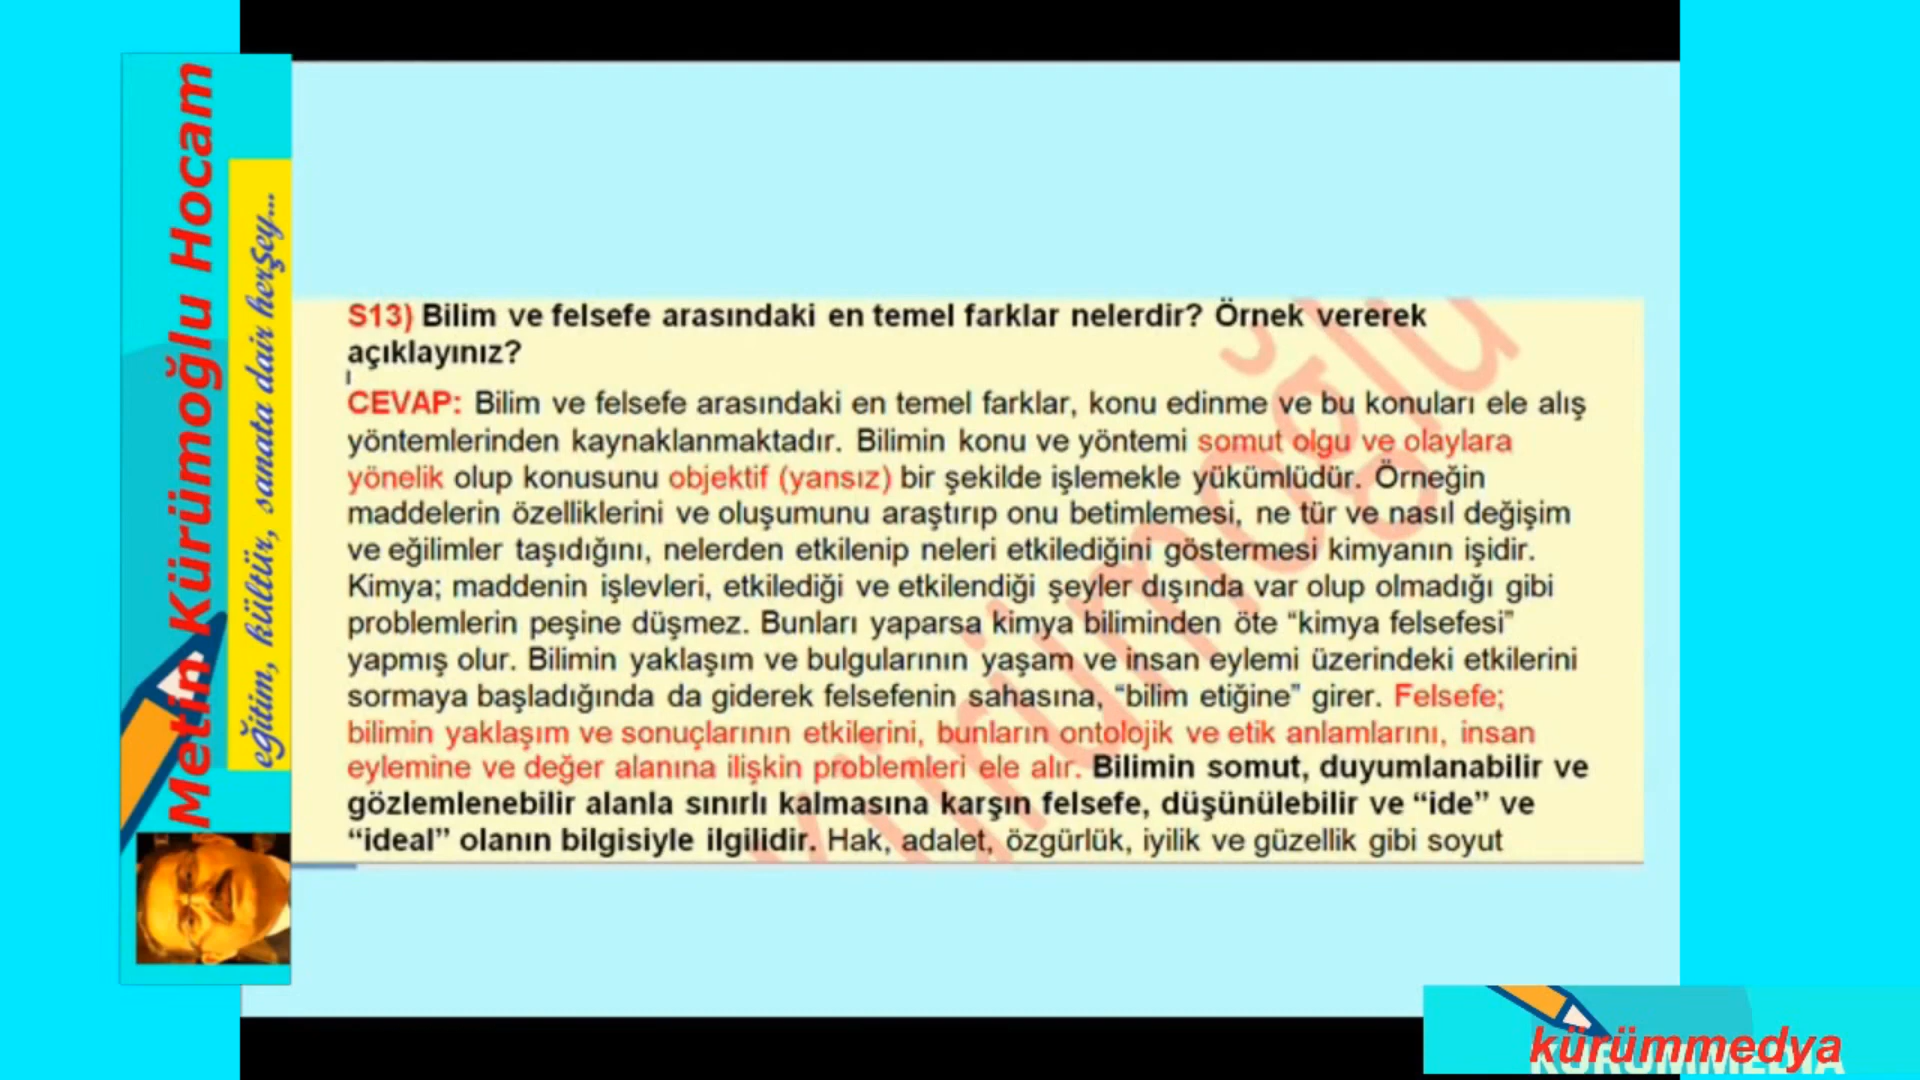 Metin Kürümoğlu Hocam
eğitim, kültür, sanata dair herşey...
S13) Bilim ve felsefe arasındaki en temel farklar nelerdir? Örnek vererek
açıklayınız?
CEVAP: Bilim ve felsefe arasındaki en temel farklar, konu edinme ve bu konuları ele alış
yöntemlerinden kaynaklanmaktadır. Bilimin konu ve yöntemi somut olgu ve olaylara
yönelik olup konusunu objektif (yansız) bir şekilde işlemekle yükümlüdür. Örneğin
maddelerin özelliklerini ve oluşumunu araştırıp onu betimlemesi, ne tür ve nasıl değişim
ve eğilimler taşıdığını, nelerden etkilenip neleri etkilediğini göstermesi kimyanın işidir.
Kimya; maddenin işlevleri, etkilediği ve etkilendiği şeyler dışında var olup olmadığı gibi
problemlerin peşine düşmez. Bunları yaparsa kimya biliminden öte “kimya felsefesi”
yapmış olur. Bilimin yaklaşım ve bulgularının yaşam ve insan eylemi üzerindeki etkilerini
sormaya başladığında da giderek felsefenin sahasına, “bilim etiğine” girer. Felsefe;
bilimin yaklaşım ve sonuçlarının etkilerini, bunların ontolojik ve etik anlamlarını, insan
eylemine ve değer alanına ilişkin problemleri ele alır. Bilimin somut, duyumlanabilir ve
gözlemlenebilir alanla sınırlı kalmasına karşın felsefe, düşünülebilir ve “ide” ve
“ideal” olanın bilgisiyle ilgilidir. Hak, adalet, özgürlük, iyilik ve güzellik gibi soyut
kürümoğlu
kürümmedya
KÜRÜMMEDYA